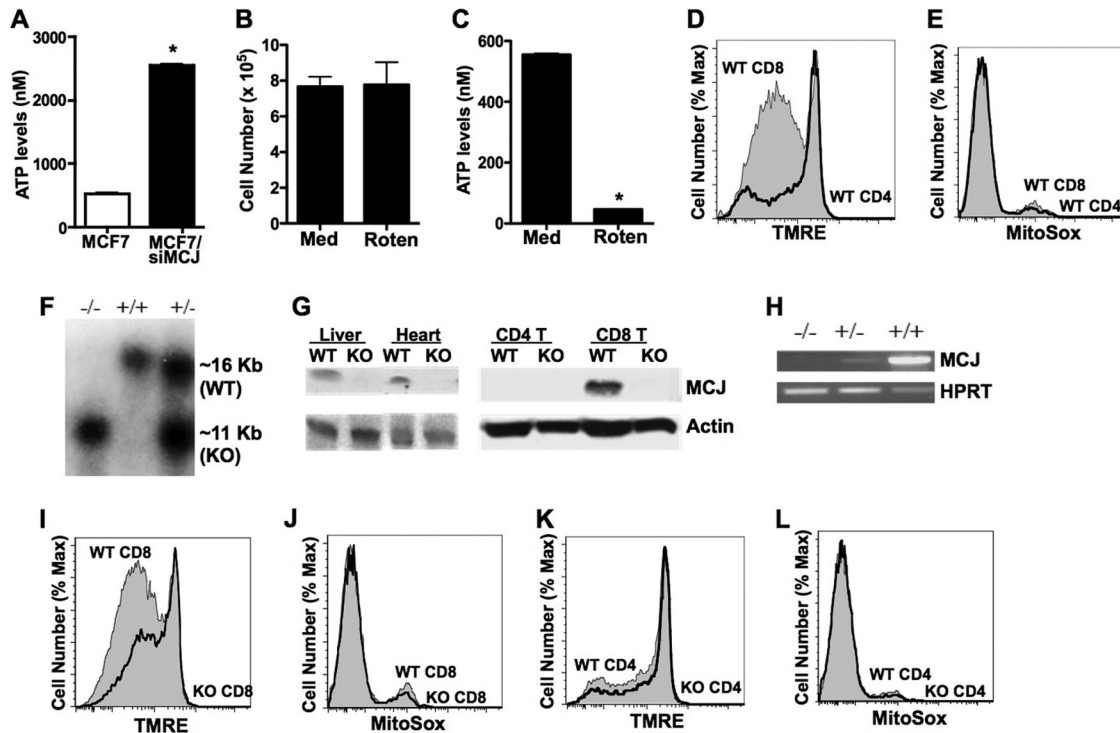 A
ATP levels (nM)
3000
2000
1000
0
*
MCF7
MCF7/
siMCJ
B
Cell Number (x 10⁵)
10
8
6
4
2
0
Med
Roten
C
ATP levels (nM)
600
400
200
0
*
Med
Roten
D
Cell Number (% Max)
WT CD8
WT CD4
TMRE
E
Cell Number (% Max)
WT CD8
WT CD4
MitoSox
F
-/- +/+ +/-
~16 Kb
(WT)
~11 Kb
(KO)
G
Liver Heart CD4 T CD8 T
WT KO WT KO WT KO WT KO
MCJ
Actin
H
-/- +/- +/+
MCJ
HPRT
I
Cell Number (% Max)
WT CD8
KO CD8
TMRE
J
Cell Number (% Max)
WT CD8
KO CD8
MitoSox
K
Cell Number (% Max)
WT CD4
KO CD4
TMRE
L
Cell Number (% Max)
WT CD4
KO CD4
MitoSox